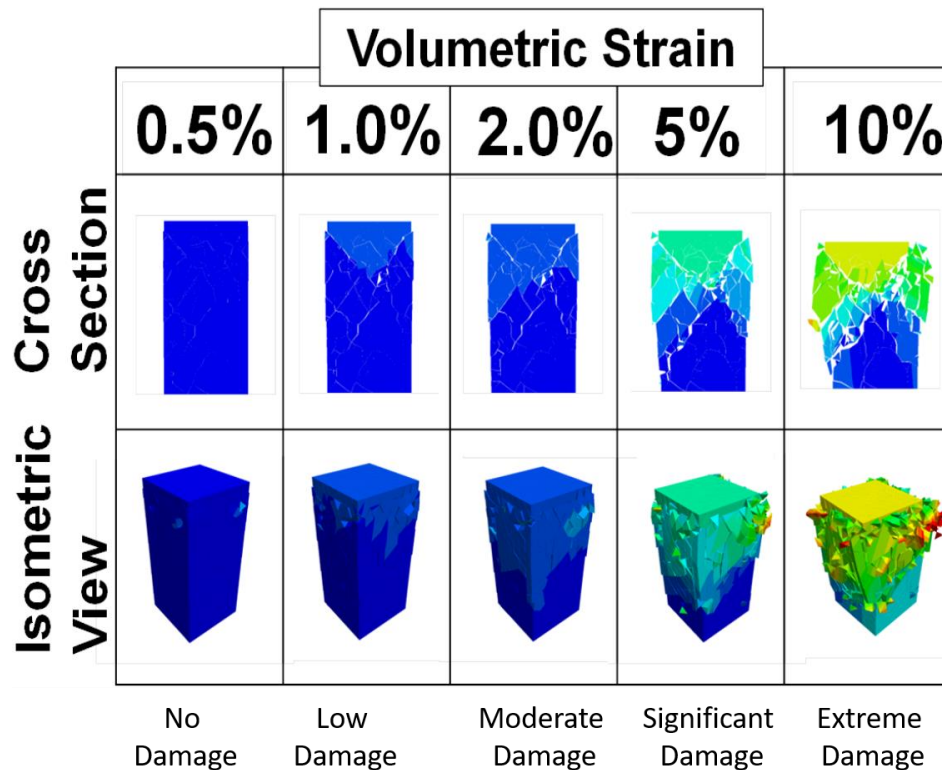 Volumetric Strain
0.5% 1.0% 2.0% 5% 10%
Cross
Section
Isometric
View
No
Damage
Low
Damage
Moderate
Damage
Significant
Damage
Extreme
Damage